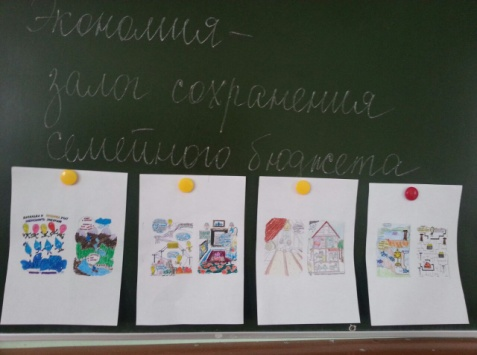 Экономия —
залог сохранения
семейного бюджета